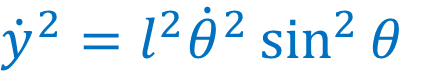 ẏ² = l²θ̇² sin² θ